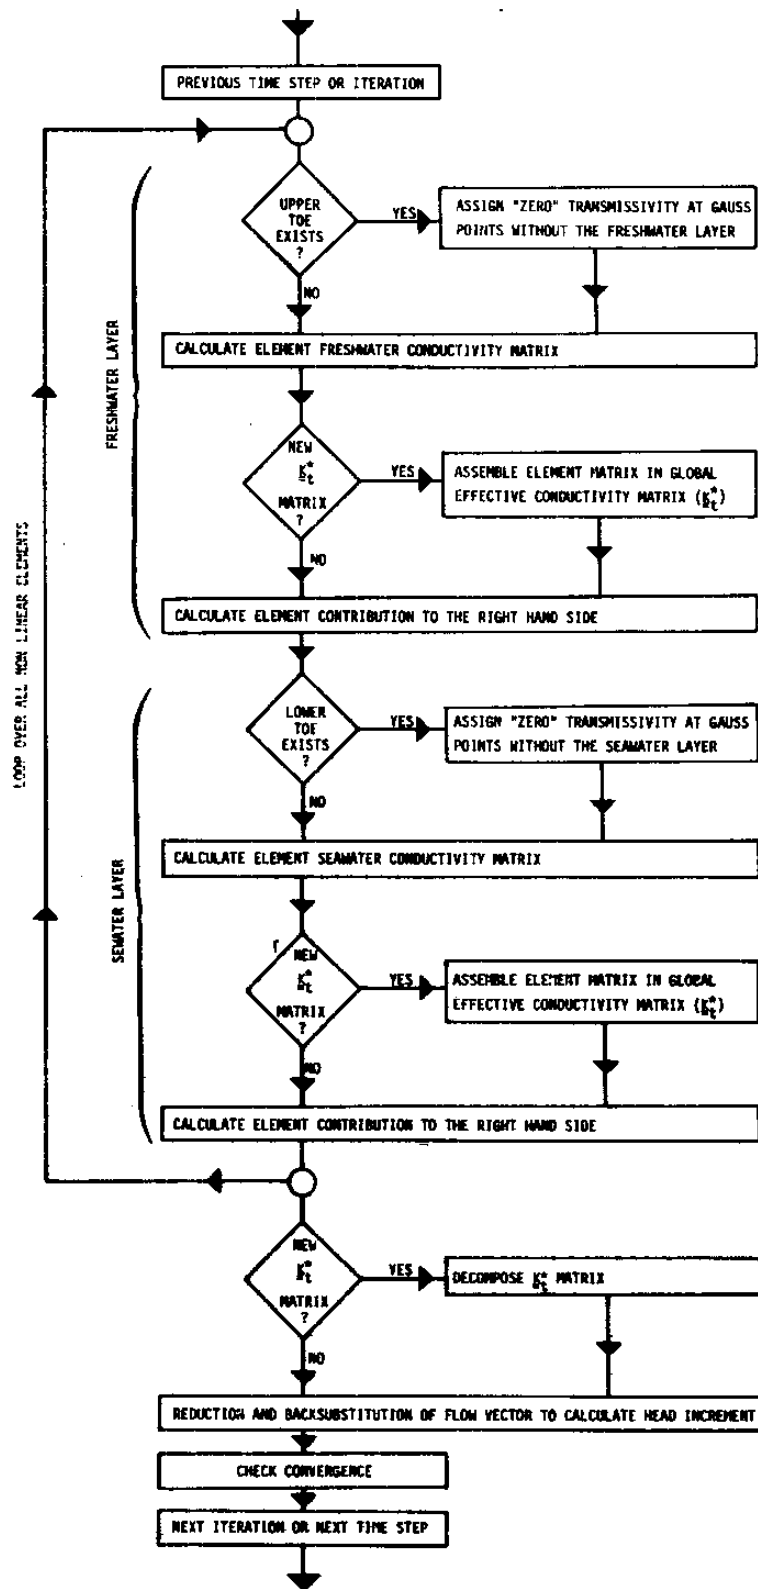 PREVIOUS TIME STEP OR ITERATION
UPPER
TOE
EXISTS
?
YES
ASSIGN "ZERO" TRANSMISSIVITY AT GAUSS
POINTS WITHOUT THE FRESHWATER LAYER
NO
CALCULATE ELEMENT FRESHWATER CONDUCTIVITY MATRIX
FRESHWATER LAYER
NEW
K*t
MATRIX
?
YES
ASSEMBLE ELEMENT MATRIX IN GLOBAL
EFFECTIVE CONDUCTIVITY MATRIX (K*t)
NO
CALCULATE ELEMENT CONTRIBUTION TO THE RIGHT HAND SIDE
LOOP OVER ALL NON LINEAR ELEMENTS
LOWER
TOE
EXISTS
?
YES
ASSIGN "ZERO" TRANSMISSIVITY AT GAUSS
POINTS WITHOUT THE SEAWATER LAYER
NO
CALCULATE ELEMENT SEAWATER CONDUCTIVITY MATRIX
SEWATER LAYER
NEW
K*t
MATRIX
?
YES
ASSEMBLE ELEMENT MATRIX IN GLOBAL
EFFECTIVE CONDUCTIVITY MATRIX (K*t)
NO
CALCULATE ELEMENT CONTRIBUTION TO THE RIGHT HAND SIDE
NEW
K*t
MATRIX
?
YES
DECOMPOSE K*t MATRIX
NO
REDUCTION AND BACKSUBSTITUTION OF FLOW VECTOR TO CALCULATE HEAD INCREMENT
CHECK CONVERGENCE
NEXT ITERATION OR NEXT TIME STEP